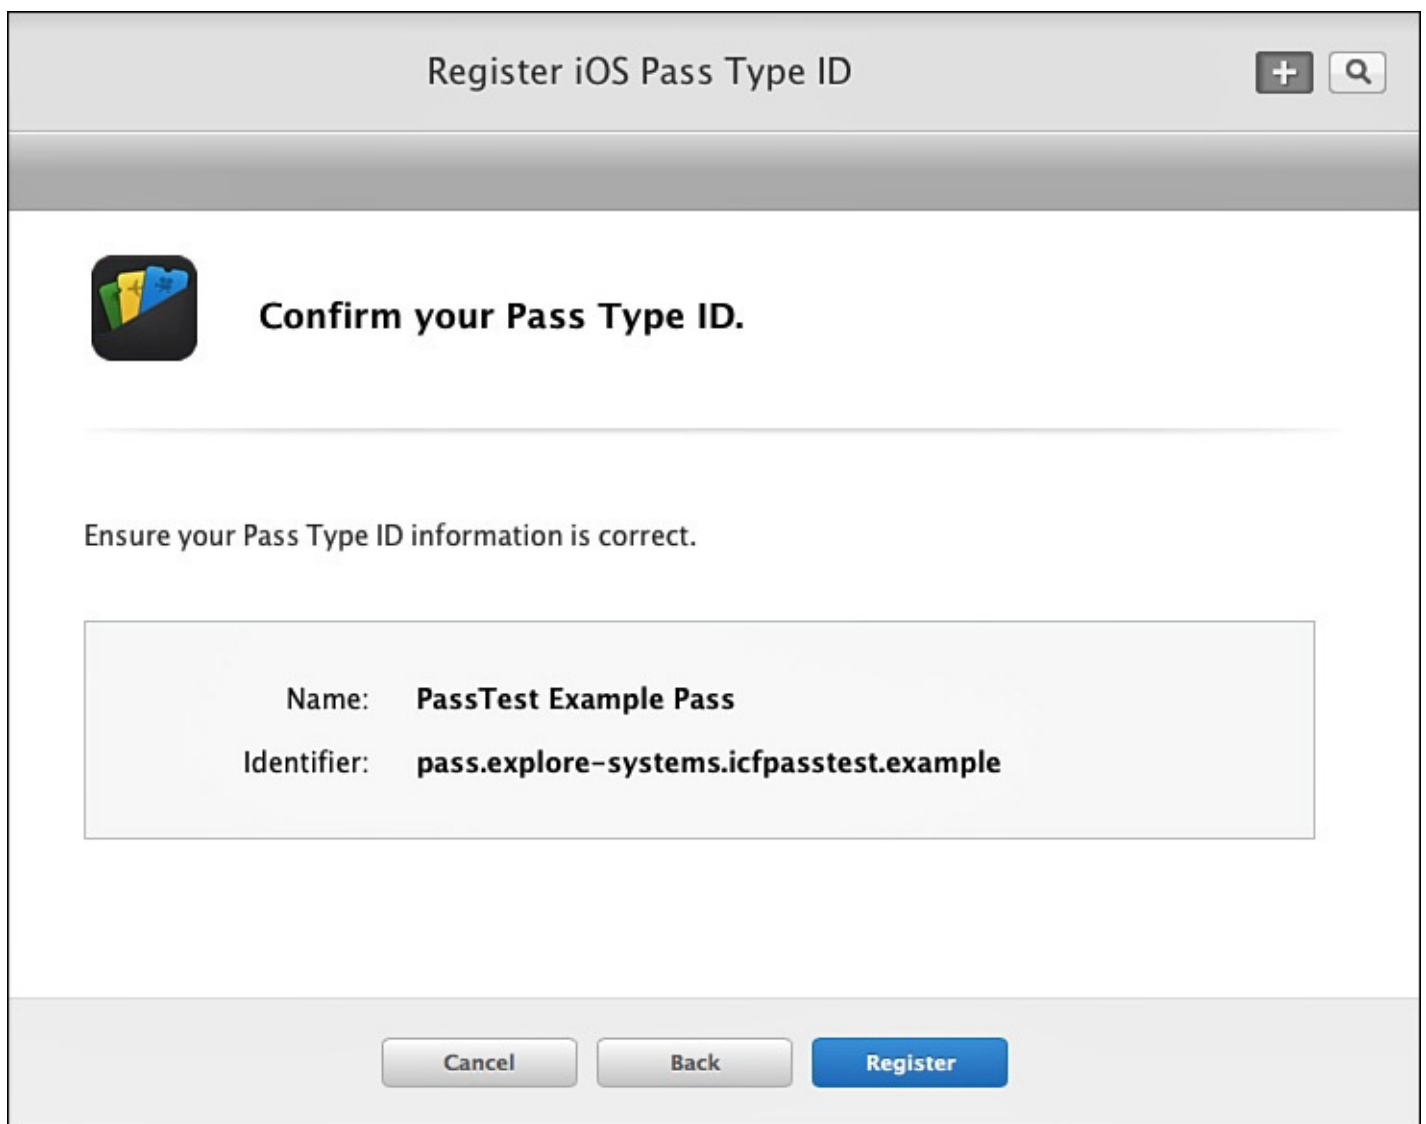 Register iOS Pass Type ID
Confirm your Pass Type ID.
Ensure your Pass Type ID information is correct.
Name: PassTest Example Pass
Identifier: pass.explore-systems.icfpasstest.example
Cancel Back Register